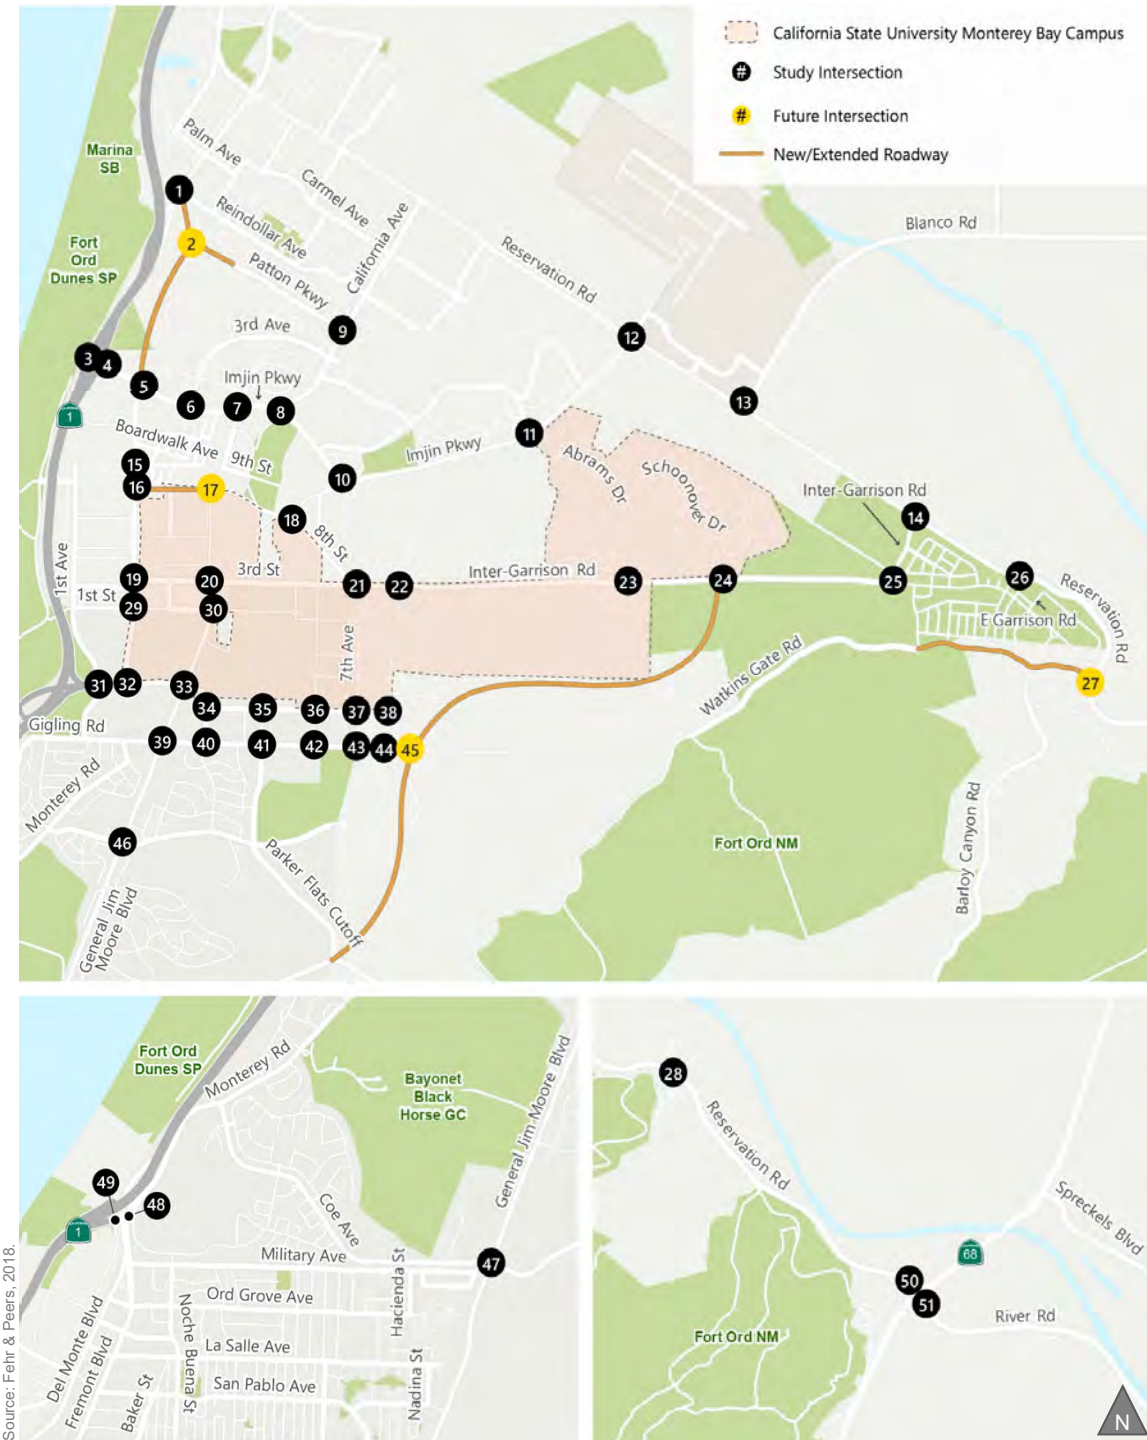 California State University Monterey Bay Campus
# Study Intersection
# Future Intersection
New/Extended Roadway
Marina
SB
Palm Ave
Carmel Ave
Reindollar Ave
California Ave
Patton Pkwy
Reservation Rd
Blanco Rd
Fort
Ord
Dunes SP
1
2
3rd Ave
9
12
3
4
5
Imjin Pkwy
6
7
8
13
1
Boardwalk Ave
9th St
Imjin Pkwy
11
Abrams Dr
Schoonover Dr
10
15
16
17
18
8th St
Inter-Garrison Rd
14
1st Ave
3rd St
19
20
21
22
Inter-Garrison Rd
23
24
25
26
Reservation Rd
1st St
29
30
E Garrison Rd
7th Ave
Watkins Gate Rd
31
32
33
27
34
35
36
37
38
Gigling Rd
39
40
41
42
43
44
45
Monterey Rd
46
Parker Flats Cutoff
Fort Ord NM
Barloy Canyon Rd
General Jim
Moore Blvd
Fort Ord
Dunes SP
Monterey Rd
Bayonet
Black
Horse GC
General Jim Moore Blvd
49
48
1
Coe Ave
Military Ave
47
Hacienda St
Ord Grove Ave
Noche Buena St
Del Monte Blvd
Fremont Blvd
La Salle Ave
Baker St
San Pablo Ave
Nadina St
28
Reservation Rd
Spreckels Blvd
68
50
51
River Rd
Fort Ord NM
N
Source: Fehr & Peers, 2018.